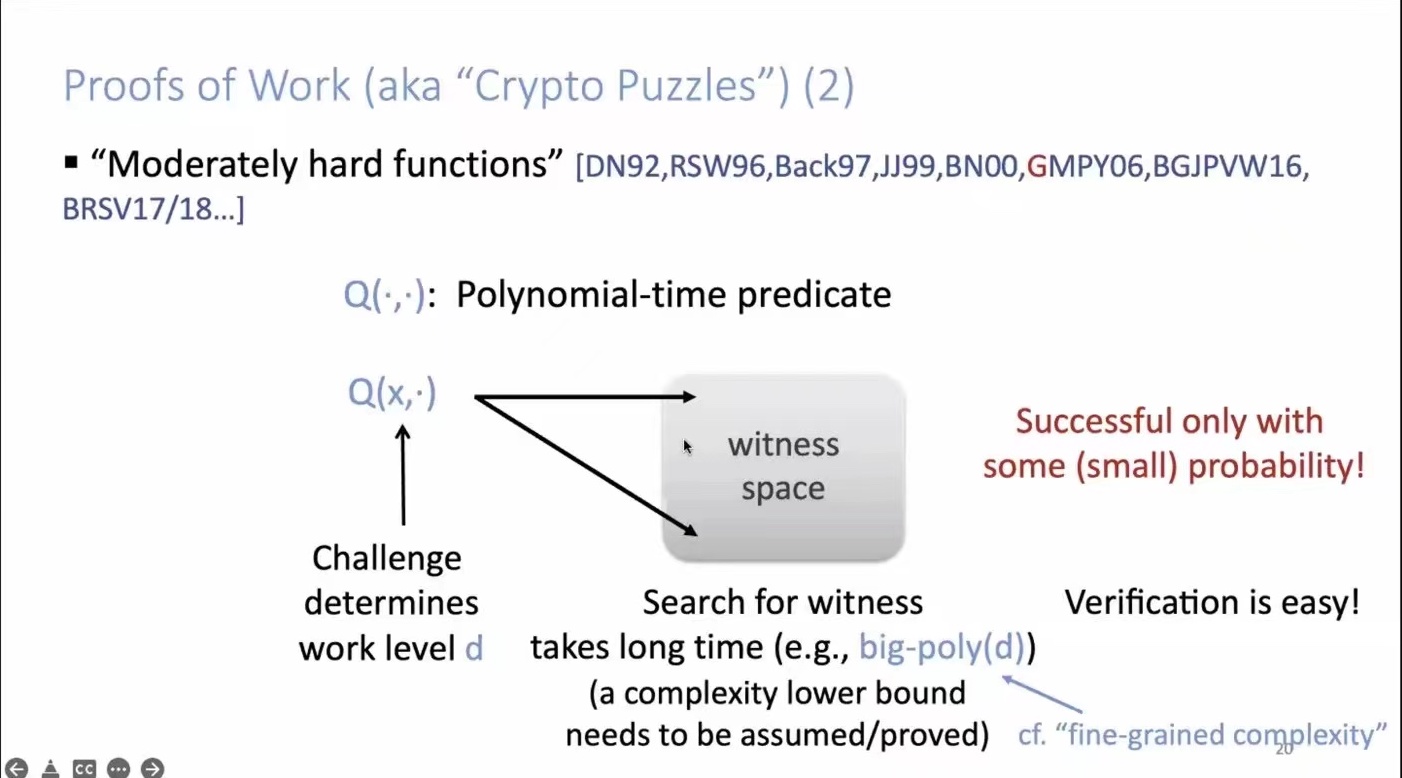 Proofs of Work (aka “Crypto Puzzles”) (2)
▪ “Moderately hard functions” [DN92,RSW96,Back97,JJ99,BN00,GMPY06,BGJPVW16,
BRSV17/18...]
Q(·,·): Polynomial-time predicate
Q(x,·)
witness
space
Successful only with
some (small) probability!
Challenge
determines
work level d
Search for witness
takes long time (e.g., big-poly(d))
(a complexity lower bound
needs to be assumed/proved)
Verification is easy!
cf. “fine-grained complexity”
20
CC